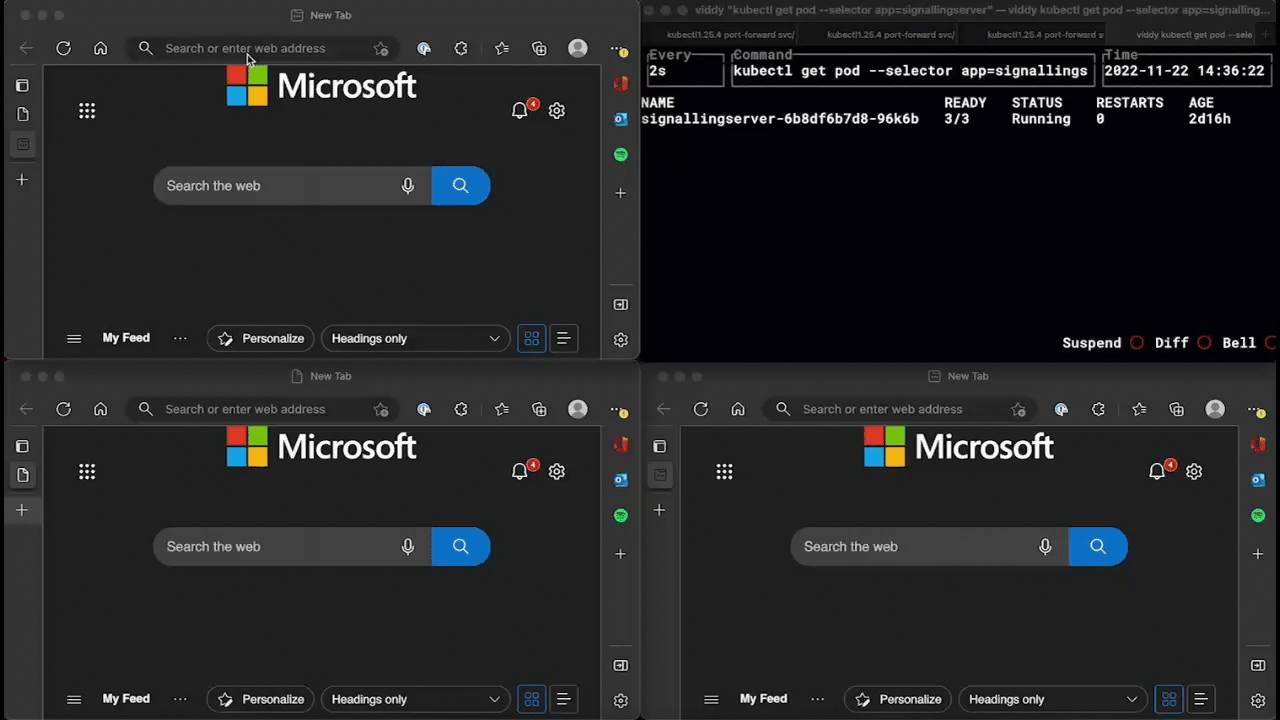 New Tab
Search or enter web address
Microsoft
4
Search the web
My Feed
Personalize
Headings only
viddy "kubectl get pod --selector app=signallingserver" — viddy kubectl get pod --selector app=signalling...
kubectl1.25.4 port-forward svc/
kubectl1.25.4 port-forward svc/
kubectl1.25.4 port-forward s
viddy kubectl get pod --sele
Every Command Time
2s kubectl get pod --selector app=signallings 2022-11-22 14:36:22
NAME READY STATUS RESTARTS AGE
signallingserver-6b8df6b7d8-96k6b 3/3 Running 0 2d16h
Suspend Diff Bell
New Tab
Search or enter web address
Microsoft
4
Search the web
My Feed
Personalize
Headings only
New Tab
Search or enter web address
Microsoft
4
Search the web
My Feed
Personalize
Headings only